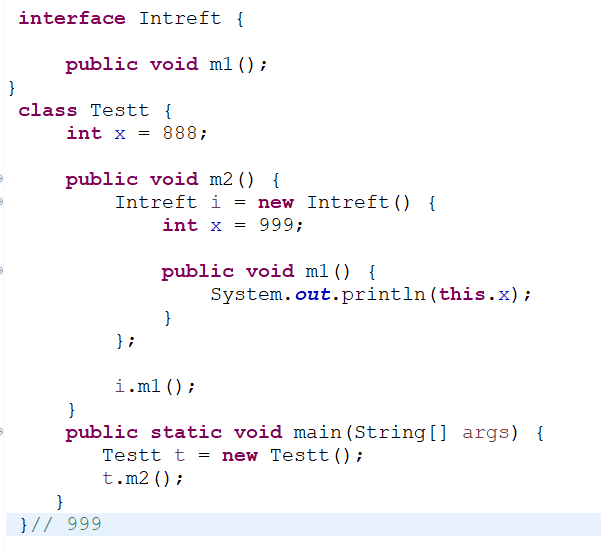 interface Intreft {
public void m1();
}
class Testt {
int x = 888;
public void m2() {
Intreft i = new Intreft() {
int x = 999;
public void m1() {
System.out.println(this.x);
}
};
i.m1();
}
public static void main(String[] args) {
Testt t = new Testt();
t.m2();
}
}// 999